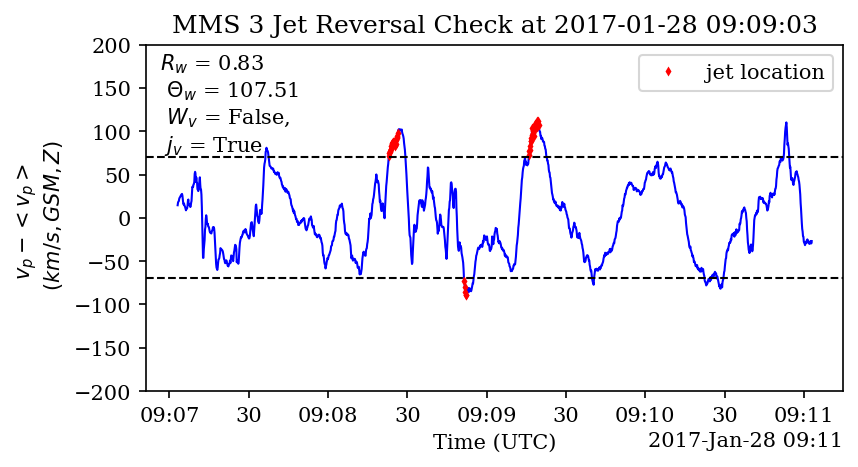 MMS 3 Jet Reversal Check at 2017-01-28 09:09:03
R_w = 0.83
Θ_w = 107.51
W_v = False,
j_v = True
jet location
v_p − < v_p >
(km/s, GSM, Z)
200
150
100
50
0
−50
−100
−150
−200
09:07 30 09:08 30 09:09 30 09:10 30 09:11
Time (UTC)
2017-Jan-28 09:11